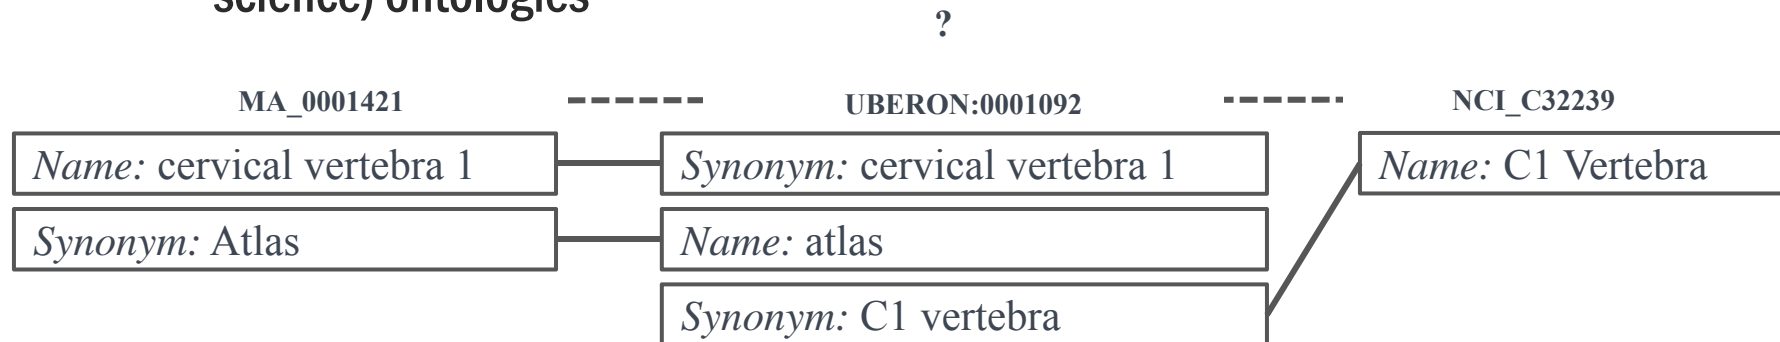 science) ontologies
?
MA_0001421 UBERON:0001092 NCI_C32239
Name: cervical vertebra 1 Synonym: cervical vertebra 1 Name: C1 Vertebra
Synonym: Atlas Name: atlas
Synonym: C1 vertebra